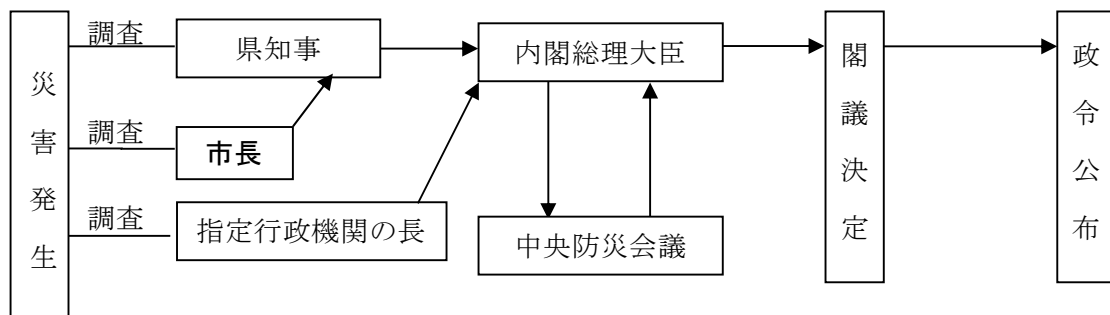 災害発生
調査
県知事
調査
市長
調査
指定行政機関の長
内閣総理大臣
中央防災会議
閣議決定
政令公布